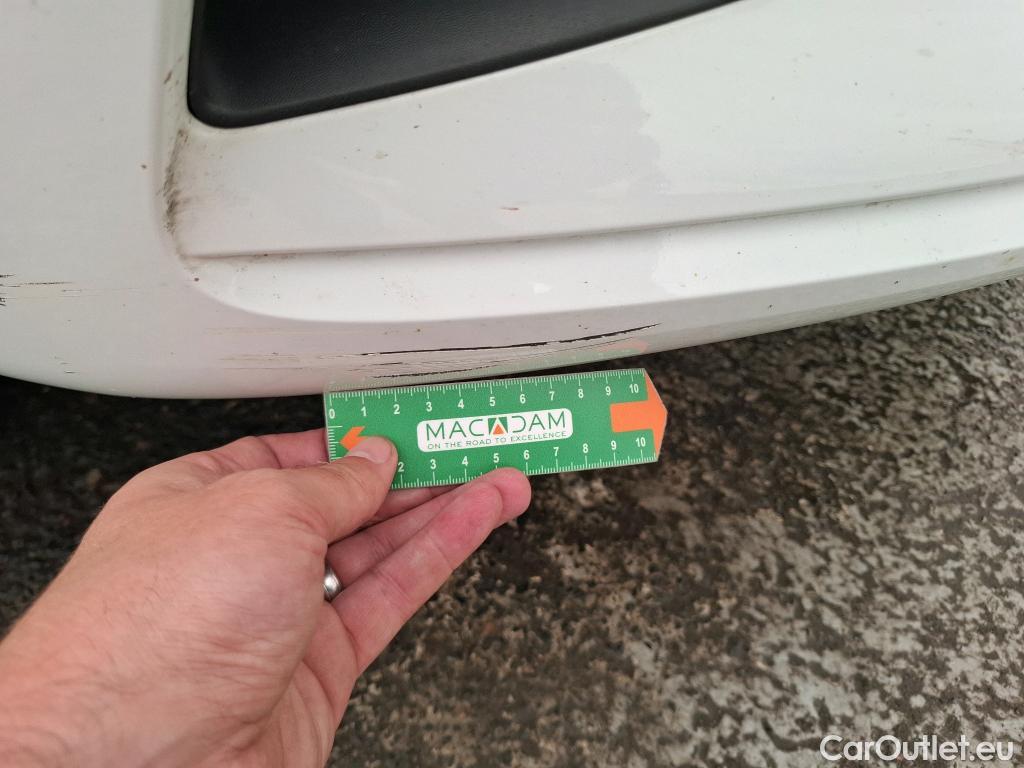 0 1 2 3 4 5 6 7 8 9 10
MACADAM
ON THE ROAD TO EXCELLENCE
2 3 4 5 6 7 8 9 10
CarOutlet.eu